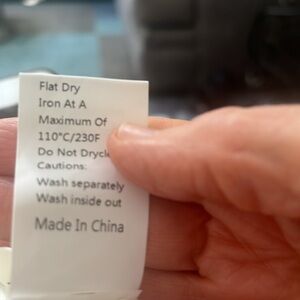 Flat Dry
Iron At A
Maximum Of
110°C/230F
Do Not
Cautions:
Wash separately
Wash inside out
Made In China